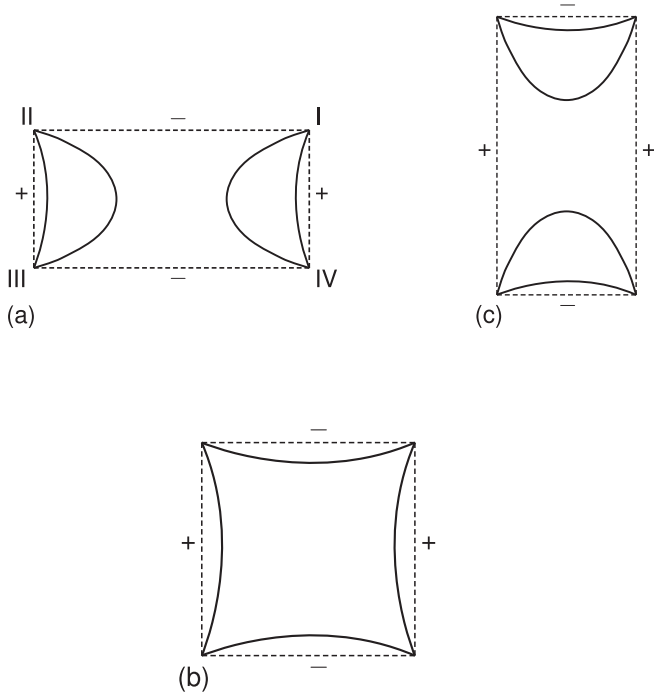 II – I
+ +
III – IV
(a)
–
+ +
–
(c)
–
+ +
–
(b)